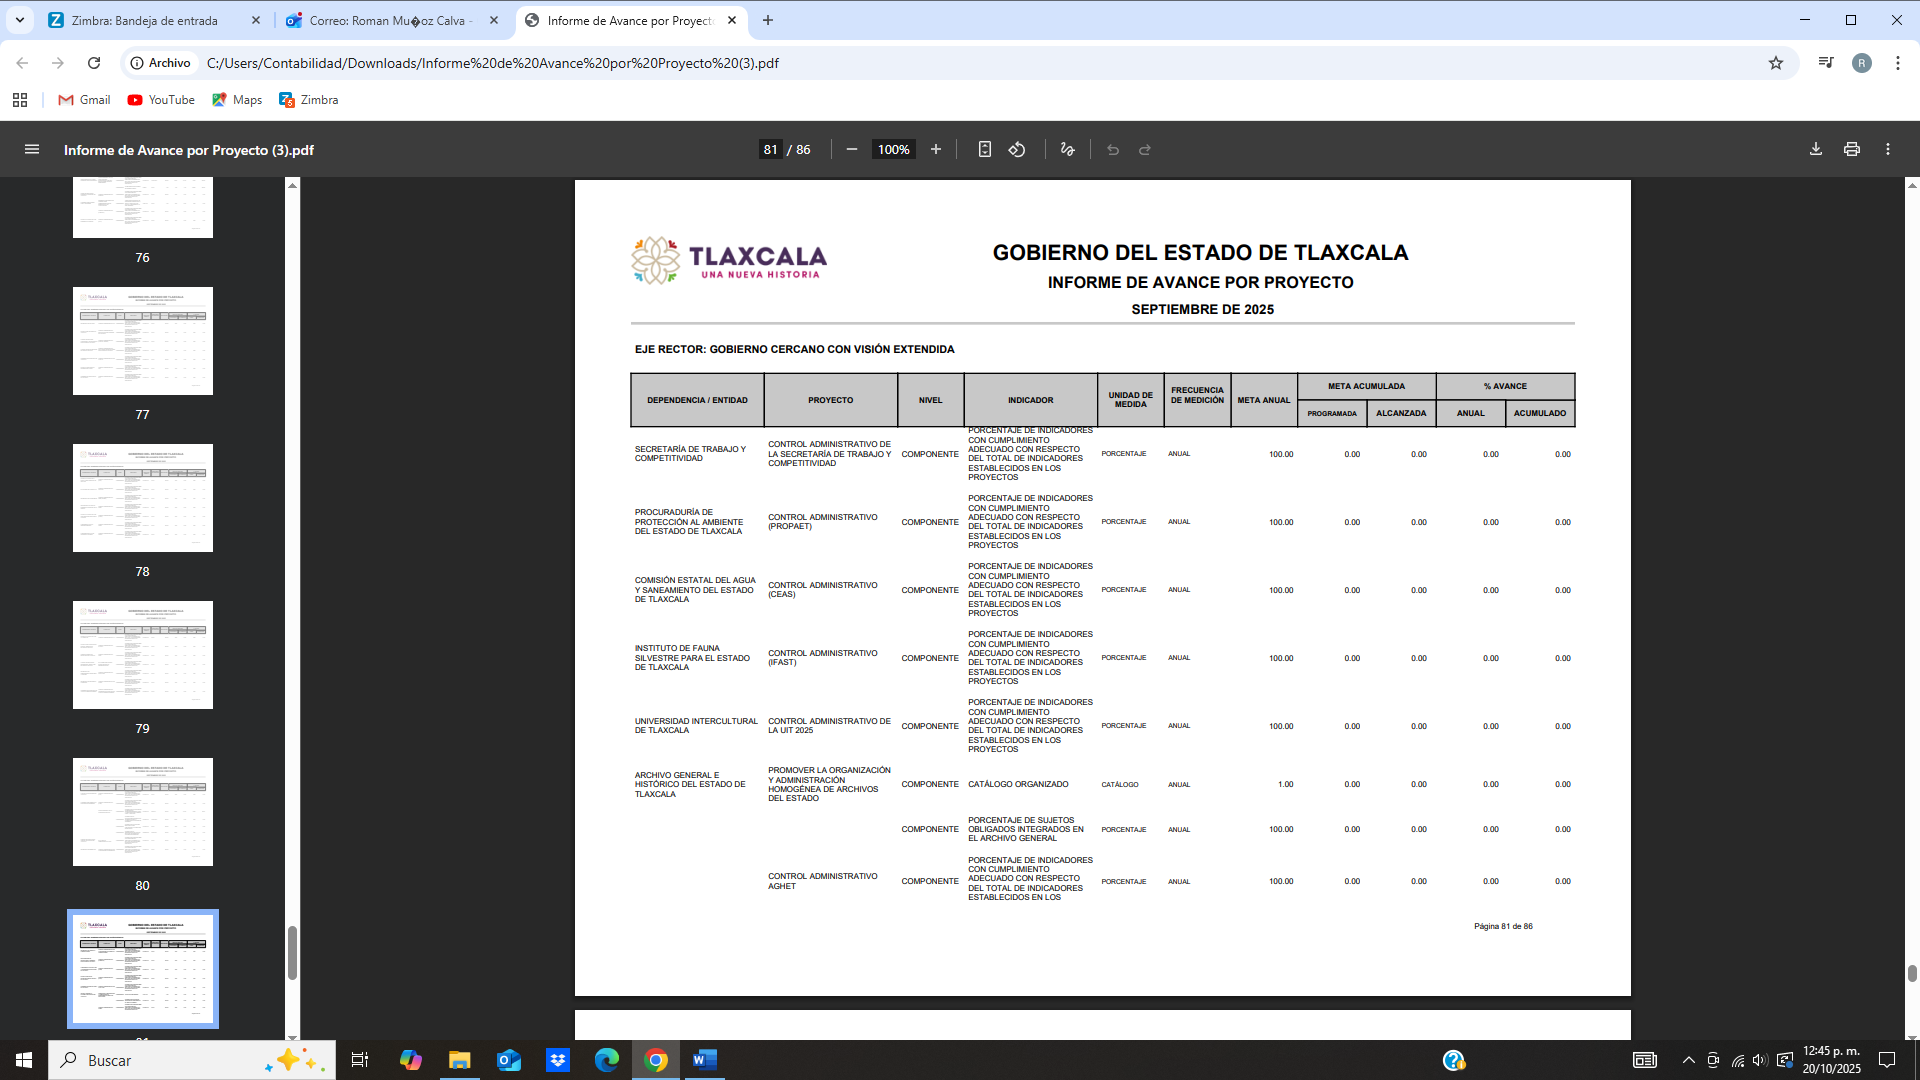 Zimbra: Bandeja de entrada
Correo: Roman Mu�oz Calva -
Informe de Avance por Proyecto
Archivo
C:/Users/Contabilidad/Downloads/Informe%20de%20Avance%20por%20Proyecto%20(3).pdf
R
Gmail
YouTube
Maps
Zimbra
Informe de Avance por Proyecto (3).pdf
81 / 86
100%
76
77
78
79
80
TLAXCALA
UNA NUEVA HISTORIA
GOBIERNO DEL ESTADO DE TLAXCALA
INFORME DE AVANCE POR PROYECTO
SEPTIEMBRE DE 2025
EJE RECTOR: GOBIERNO CERCANO CON VISIÓN EXTENDIDA
DEPENDENCIA / ENTIDAD
PROYECTO
NIVEL
INDICADOR
UNIDAD DE
MEDIDA
FRECUENCIA
DE MEDICIÓN
META ANUAL
META ACUMULADA
PROGRAMADA
ALCANZADA
% AVANCE
ANUAL
ACUMULADO
SECRETARÍA DE TRABAJO Y
COMPETITIVIDAD
CONTROL ADMINISTRATIVO DE
LA SECRETARÍA DE TRABAJO Y
COMPETITIVIDAD
COMPONENTE
PORCENTAJE DE INDICADORES
CON CUMPLIMIENTO
ADECUADO CON RESPECTO
DEL TOTAL DE INDICADORES
ESTABLECIDOS EN LOS
PROYECTOS
PORCENTAJE
ANUAL
100.00
0.00
0.00
0.00
0.00
PROCURADURÍA DE
PROTECCIÓN AL AMBIENTE
DEL ESTADO DE TLAXCALA
CONTROL ADMINISTRATIVO
(PROPAET)
COMPONENTE
PORCENTAJE DE INDICADORES
CON CUMPLIMIENTO
ADECUADO CON RESPECTO
DEL TOTAL DE INDICADORES
ESTABLECIDOS EN LOS
PROYECTOS
PORCENTAJE
ANUAL
100.00
0.00
0.00
0.00
0.00
COMISIÓN ESTATAL DEL AGUA
Y SANEAMIENTO DEL ESTADO
DE TLAXCALA
CONTROL ADMINISTRATIVO
(CEAS)
COMPONENTE
PORCENTAJE DE INDICADORES
CON CUMPLIMIENTO
ADECUADO CON RESPECTO
DEL TOTAL DE INDICADORES
ESTABLECIDOS EN LOS
PROYECTOS
PORCENTAJE
ANUAL
100.00
0.00
0.00
0.00
0.00
INSTITUTO DE FAUNA
SILVESTRE PARA EL ESTADO
DE TLAXCALA
CONTROL ADMINISTRATIVO
(IFAST)
COMPONENTE
PORCENTAJE DE INDICADORES
CON CUMPLIMIENTO
ADECUADO CON RESPECTO
DEL TOTAL DE INDICADORES
ESTABLECIDOS EN LOS
PROYECTOS
PORCENTAJE
ANUAL
100.00
0.00
0.00
0.00
0.00
UNIVERSIDAD INTERCULTURAL
DE TLAXCALA
CONTROL ADMINISTRATIVO DE
LA UIT 2025
COMPONENTE
PORCENTAJE DE INDICADORES
CON CUMPLIMIENTO
ADECUADO CON RESPECTO
DEL TOTAL DE INDICADORES
ESTABLECIDOS EN LOS
PROYECTOS
PORCENTAJE
ANUAL
100.00
0.00
0.00
0.00
0.00
ARCHIVO GENERAL E
HISTÓRICO DEL ESTADO DE
TLAXCALA
PROMOVER LA ORGANIZACIÓN
Y ADMINISTRACIÓN
HOMOGÉNEA DE ARCHIVOS
DEL ESTADO
COMPONENTE
CATÁLOGO ORGANIZADO
CATÁLOGO
ANUAL
1.00
0.00
0.00
0.00
0.00
COMPONENTE
PORCENTAJE DE SUJETOS
OBLIGADOS INTEGRADOS EN
EL ARCHIVO GENERAL
PORCENTAJE
ANUAL
100.00
0.00
0.00
0.00
0.00
CONTROL ADMINISTRATIVO
AGHET
COMPONENTE
PORCENTAJE DE INDICADORES
CON CUMPLIMIENTO
ADECUADO CON RESPECTO
DEL TOTAL DE INDICADORES
ESTABLECIDOS EN LOS
PORCENTAJE
ANUAL
100.00
0.00
0.00
0.00
0.00
Página 81 de 86
Buscar
12:45 p. m.
20/10/2025